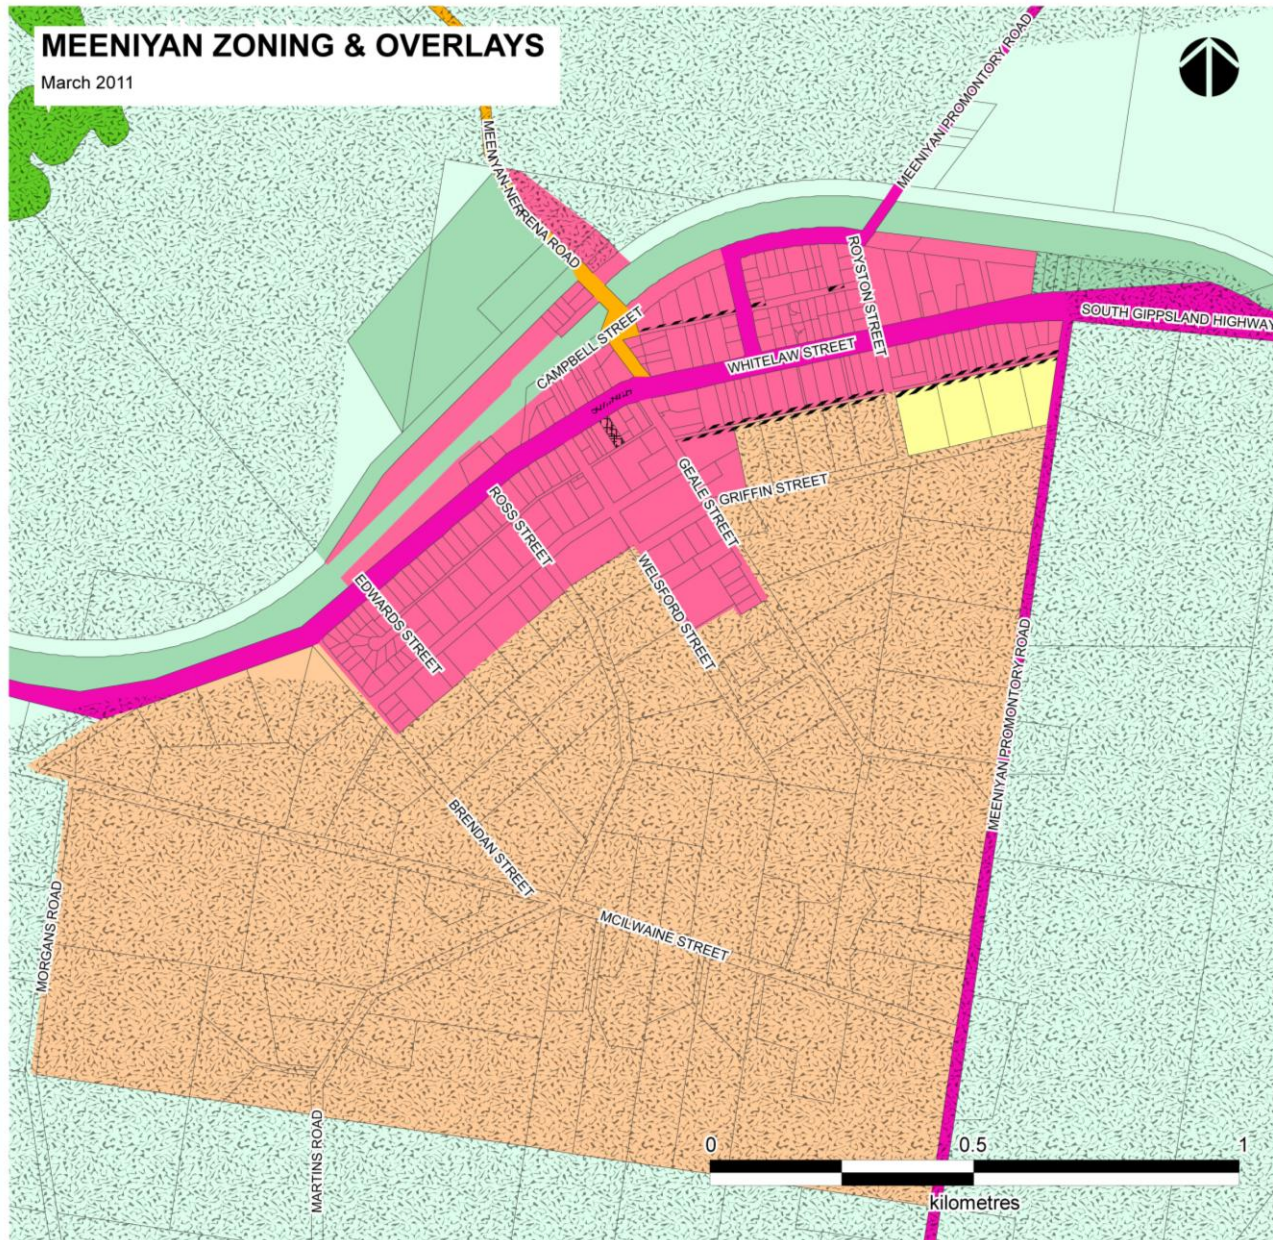 MEENIYAN ZONING & OVERLAYS
March 2011
MEENIYAN PROMONTORY ROAD
MEENIYAN-NERRENA ROAD
ROYSTON STREET
SOUTH GIPPSLAND HIGHWAY
CAMPBELL STREET
WHITELAW STREET
GEALE STREET
GRIFFIN STREET
ROSS STREET
WELSFORD STREET
EDWARDS STREET
MEENIYAN PROMONTORY ROAD
BRENDAN STREET
MCILWAINE STREET
MORGANS ROAD
MARTINS ROAD
0 0.5 1
kilometres